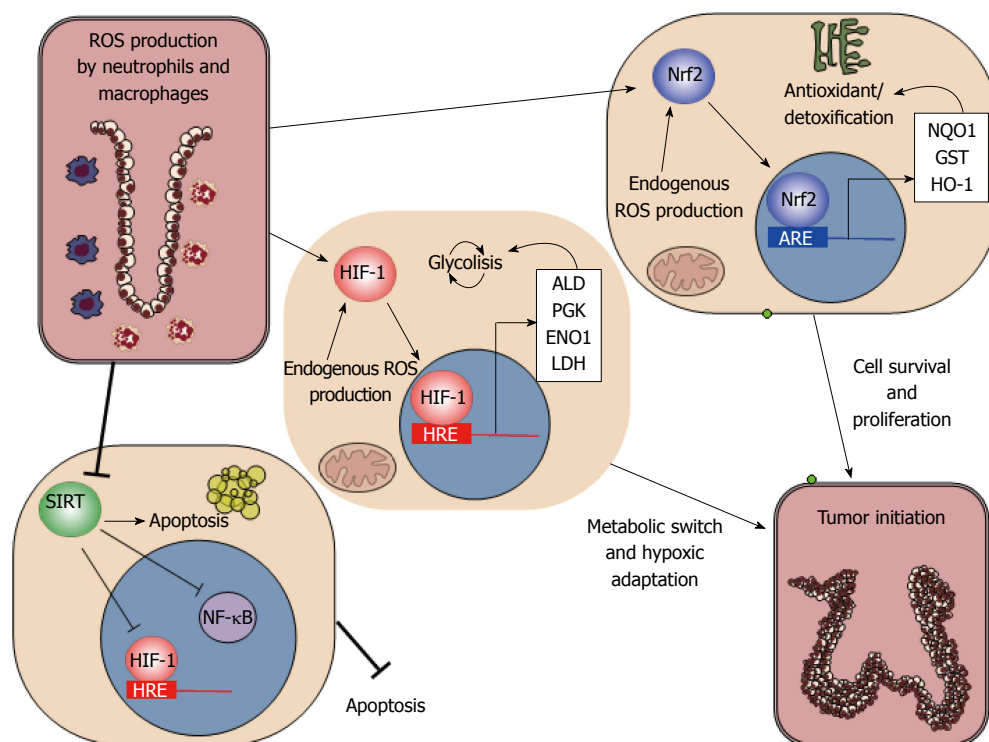 ROS production
by neutrophils and
macrophages
Nrf2
Antioxidant/
detoxification
NQO1
GST
HO-1
Endogenous
ROS production
Nrf2
ARE
HIF-1
Glycolisis
ALD
PGK
ENO1
LDH
Endogenous ROS
production
HIF-1
HRE
Cell survival
and
proliferation
SIRT
Apoptosis
NF-κB
HIF-1
HRE
Apoptosis
Metabolic switch
and hypoxic
adaptation
Tumor initiation